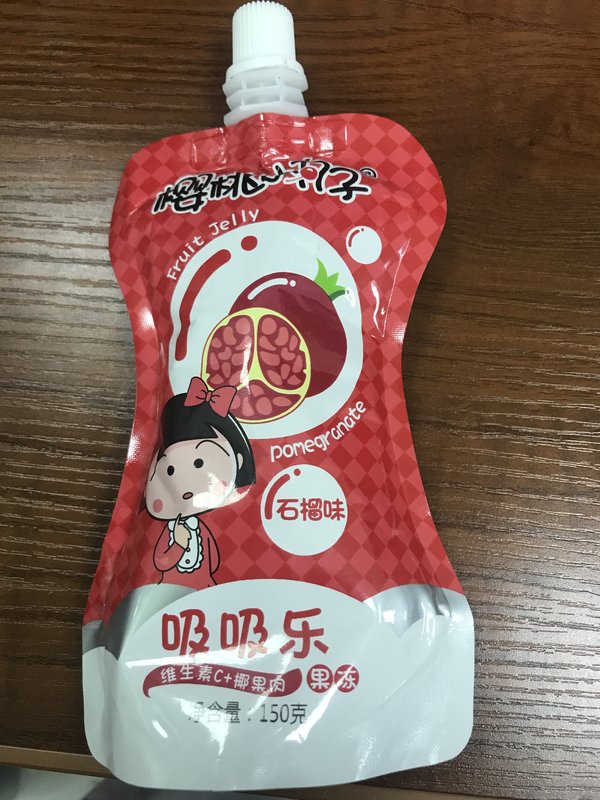 樱桃小丸子®
Fruit Jelly
Pomegranate
石榴味
吸吸乐
维生素C+椰果肉 果冻
净含量：150克